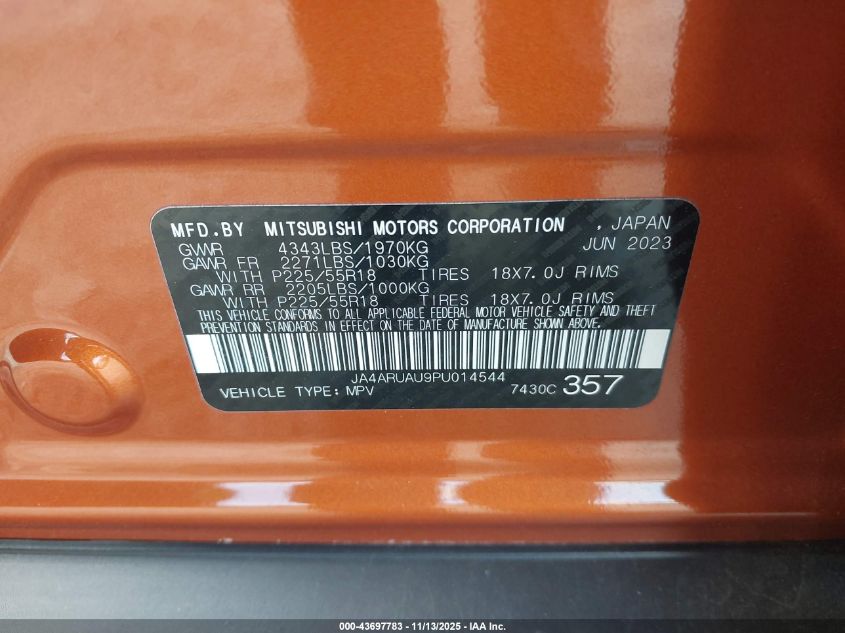 MFD.BY MITSUBISHI MOTORS CORPORATION , JAPAN
GVWR 4343LBS/1970KG JUN 2023
GAWR FR 2271LBS/1030KG
WITH P225/55R18 TIRES 18X7.0J RIMS
GAWR RR 2205LBS/1000KG
WITH P225/55R18 TIRES 18X7.0J RIMS
THIS VEHICLE CONFORMS TO ALL APPLICABLE FEDERAL MOTOR VEHICLE SAFETY AND THEFT
PREVENTION STANDARDS IN EFFECT ON THE DATE OF MANUFACTURE SHOWN ABOVE.
JA4ARUAU9PU014544
VEHICLE TYPE: MPV 7430C 357
000-43697783 - 11/13/2025 - IAA Inc.